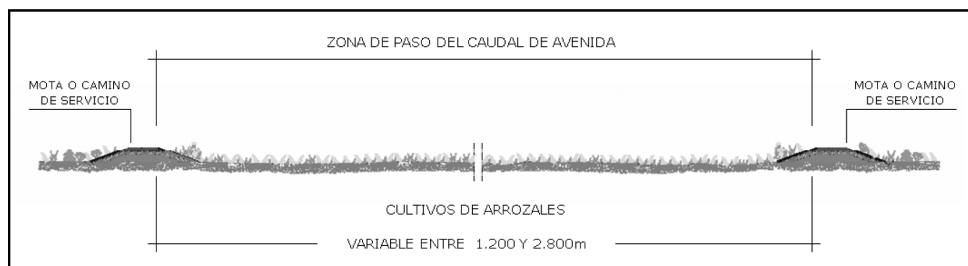 ZONA DE PASO DEL CAUDAL DE AVENIDA
MOTA O CAMINO
DE SERVICIO
MOTA O CAMINO
DE SERVICIO
CULTIVOS DE ARROZALES
VARIABLE ENTRE 1.200 Y 2.800m